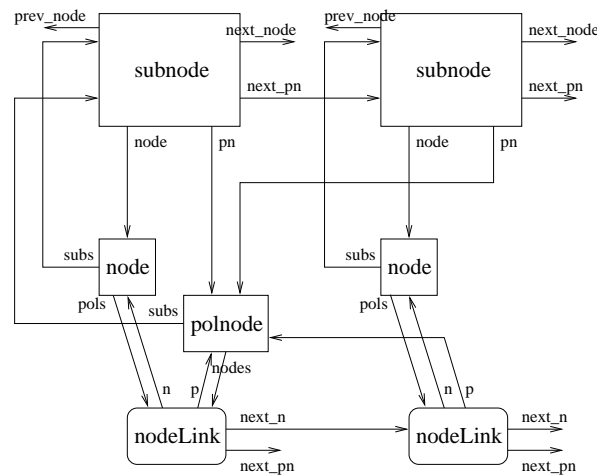 prev_node
next_node
prev_node
next_node
subnode
subnode
next_pn
next_pn
node
pn
node
pn
subs
node
subs
node
pols
subs
polnode
pols
nodes
n
p
n
p
nodeLink
next_n
nodeLink
next_n
next_pn
next_pn